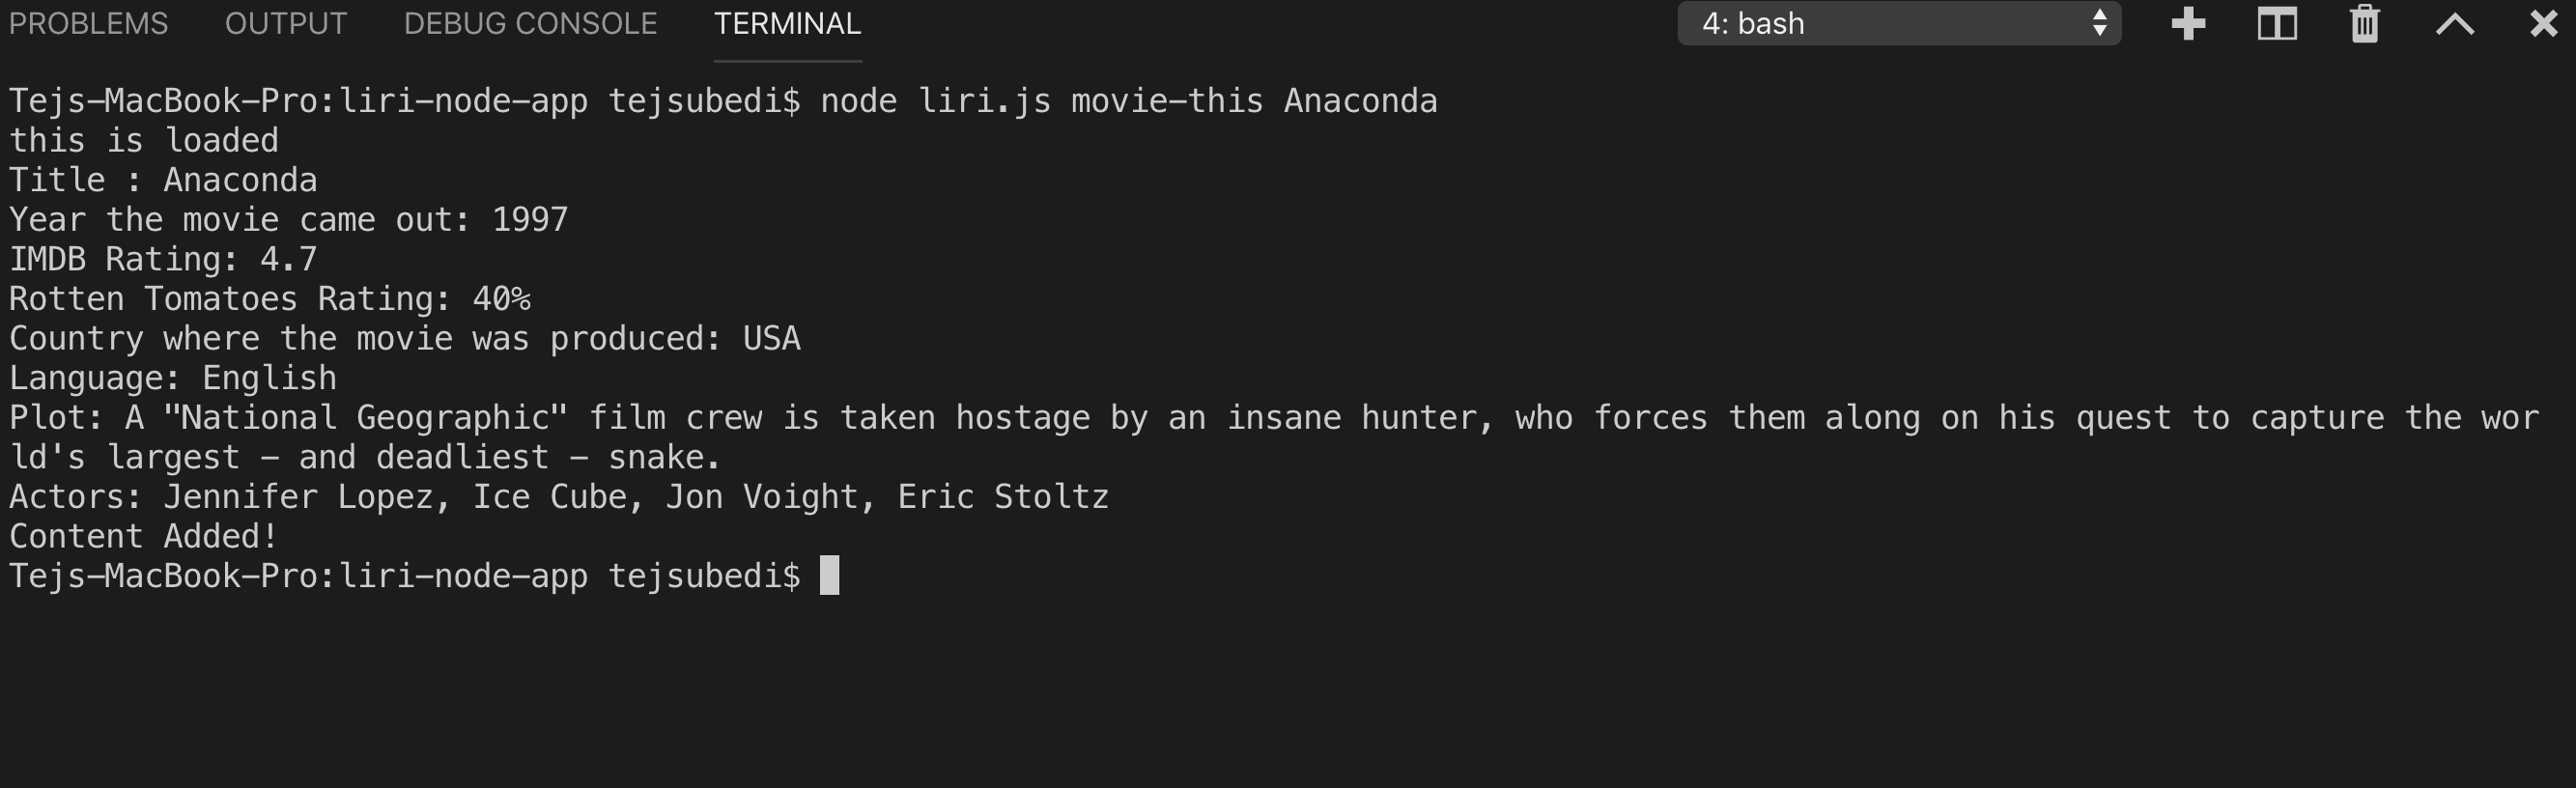 PROBLEMS OUTPUT DEBUG CONSOLE TERMINAL 4: bash
Tejs-MacBook-Pro:liri-node-app tejsubedi$ node liri.js movie-this Anaconda
this is loaded
Title : Anaconda
Year the movie came out: 1997
IMDB Rating: 4.7
Rotten Tomatoes Rating: 40%
Country where the movie was produced: USA
Language: English
Plot: A "National Geographic" film crew is taken hostage by an insane hunter, who forces them along on his quest to capture the wor
ld's largest - and deadliest - snake.
Actors: Jennifer Lopez, Ice Cube, Jon Voight, Eric Stoltz
Content Added!
Tejs-MacBook-Pro:liri-node-app tejsubedi$